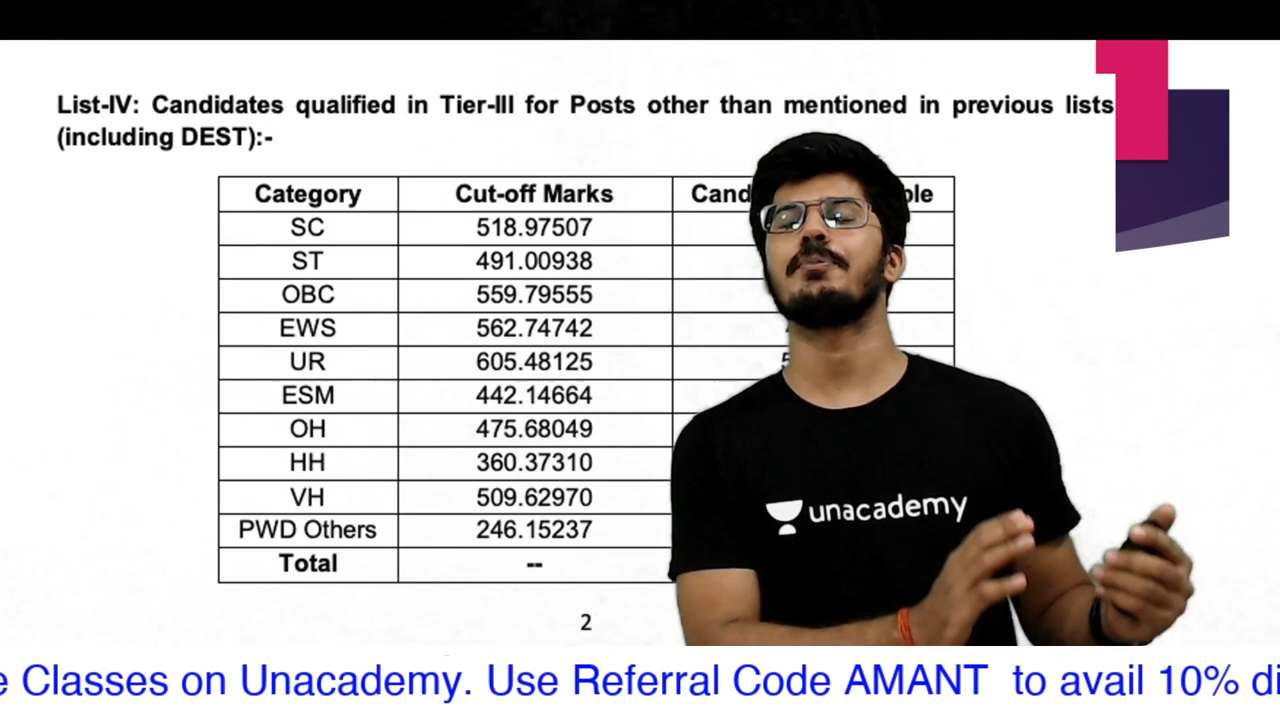 List-IV: Candidates qualified in Tier-III for Posts other than mentioned in previous lists
(including DEST):-
Category Cut-off Marks
SC 518.97507
ST 491.00938
OBC 559.79555
EWS 562.74742
UR 605.48125
ESM 442.14664
OH 475.68049
HH 360.37310
VH 509.62970
PWD Others 246.15237
Total --
2
unacademy
Classes on Unacademy. Use Referral Code AMANT to avail 10%